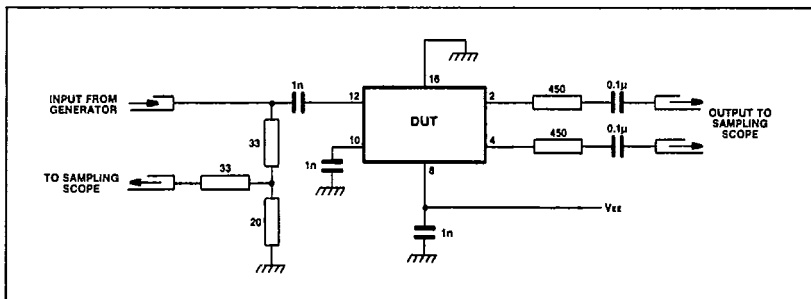 16
1n
12
2
450
0.1µ
INPUT FROM
GENERATOR
DUT
OUTPUT TO
SAMPLING
SCOPE
33
10
4
450
0.1µ
1n
8
TO SAMPLING
SCOPE
33
20
VEE
1n